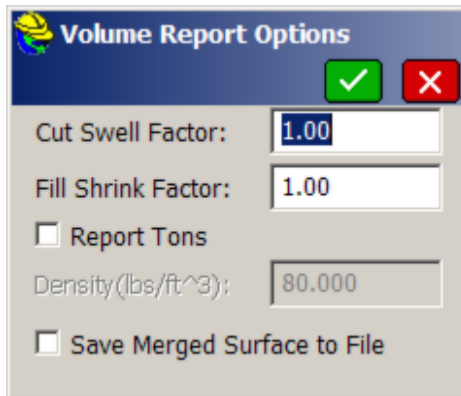 Volume Report Options
Cut Swell Factor: 1.00
Fill Shrink Factor: 1.00
Report Tons
Density(lbs/ft^3): 80.000
Save Merged Surface to File